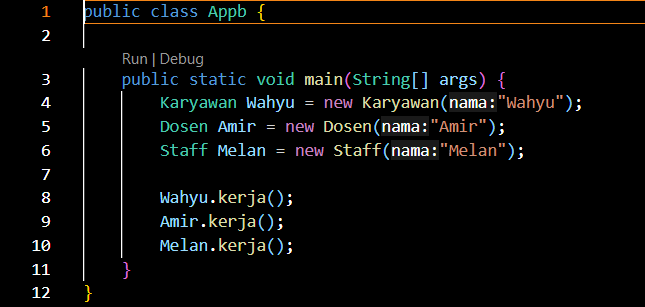 1 public class Appb {
2
Run | Debug
3 public static void main(String[] args) {
4 Karyawan Wahyu = new Karyawan(nama:"Wahyu");
5 Dosen Amir = new Dosen(nama:"Amir");
6 Staff Melan = new Staff(nama:"Melan");
7
8 Wahyu.kerja();
9 Amir.kerja();
10 Melan.kerja();
11 }
12 }